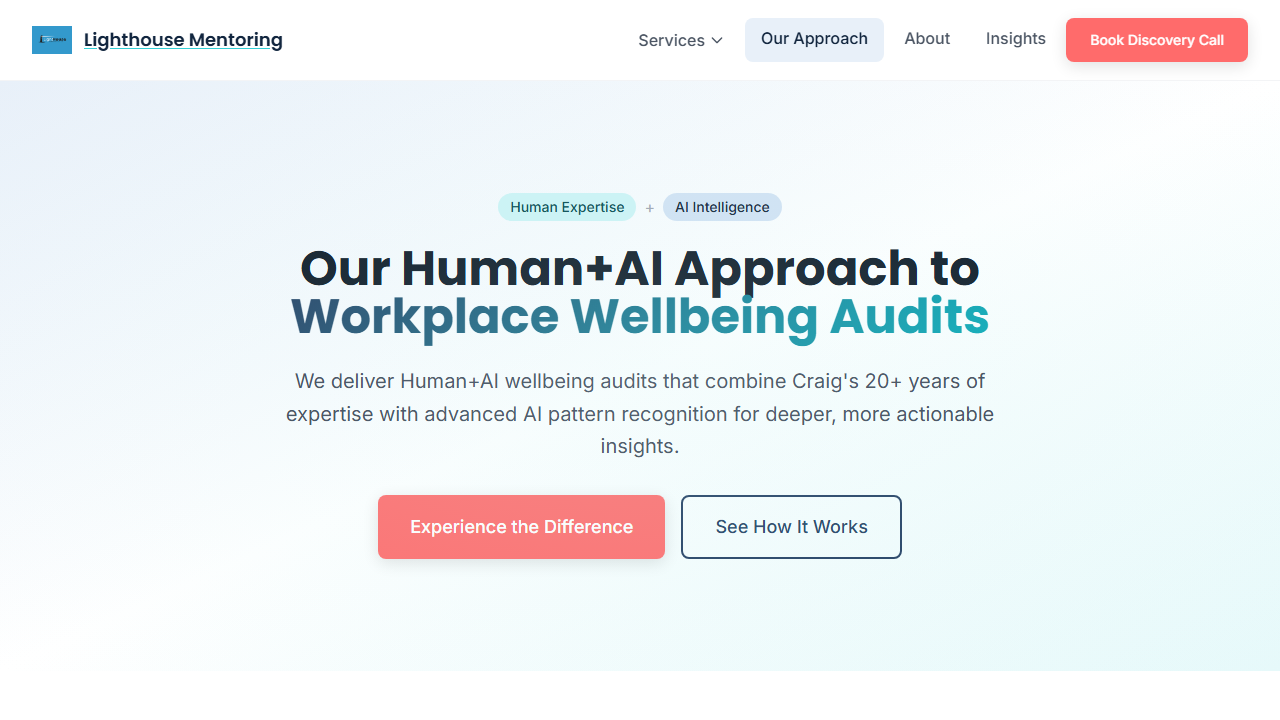 Lighthouse Mentoring
Services
Our Approach
About
Insights
Book Discovery Call
Human Expertise + AI Intelligence
Our Human+AI Approach to
Workplace Wellbeing Audits
We deliver Human+AI wellbeing audits that combine Craig's 20+ years of
expertise with advanced AI pattern recognition for deeper, more actionable
insights.
Experience the Difference
See How It Works